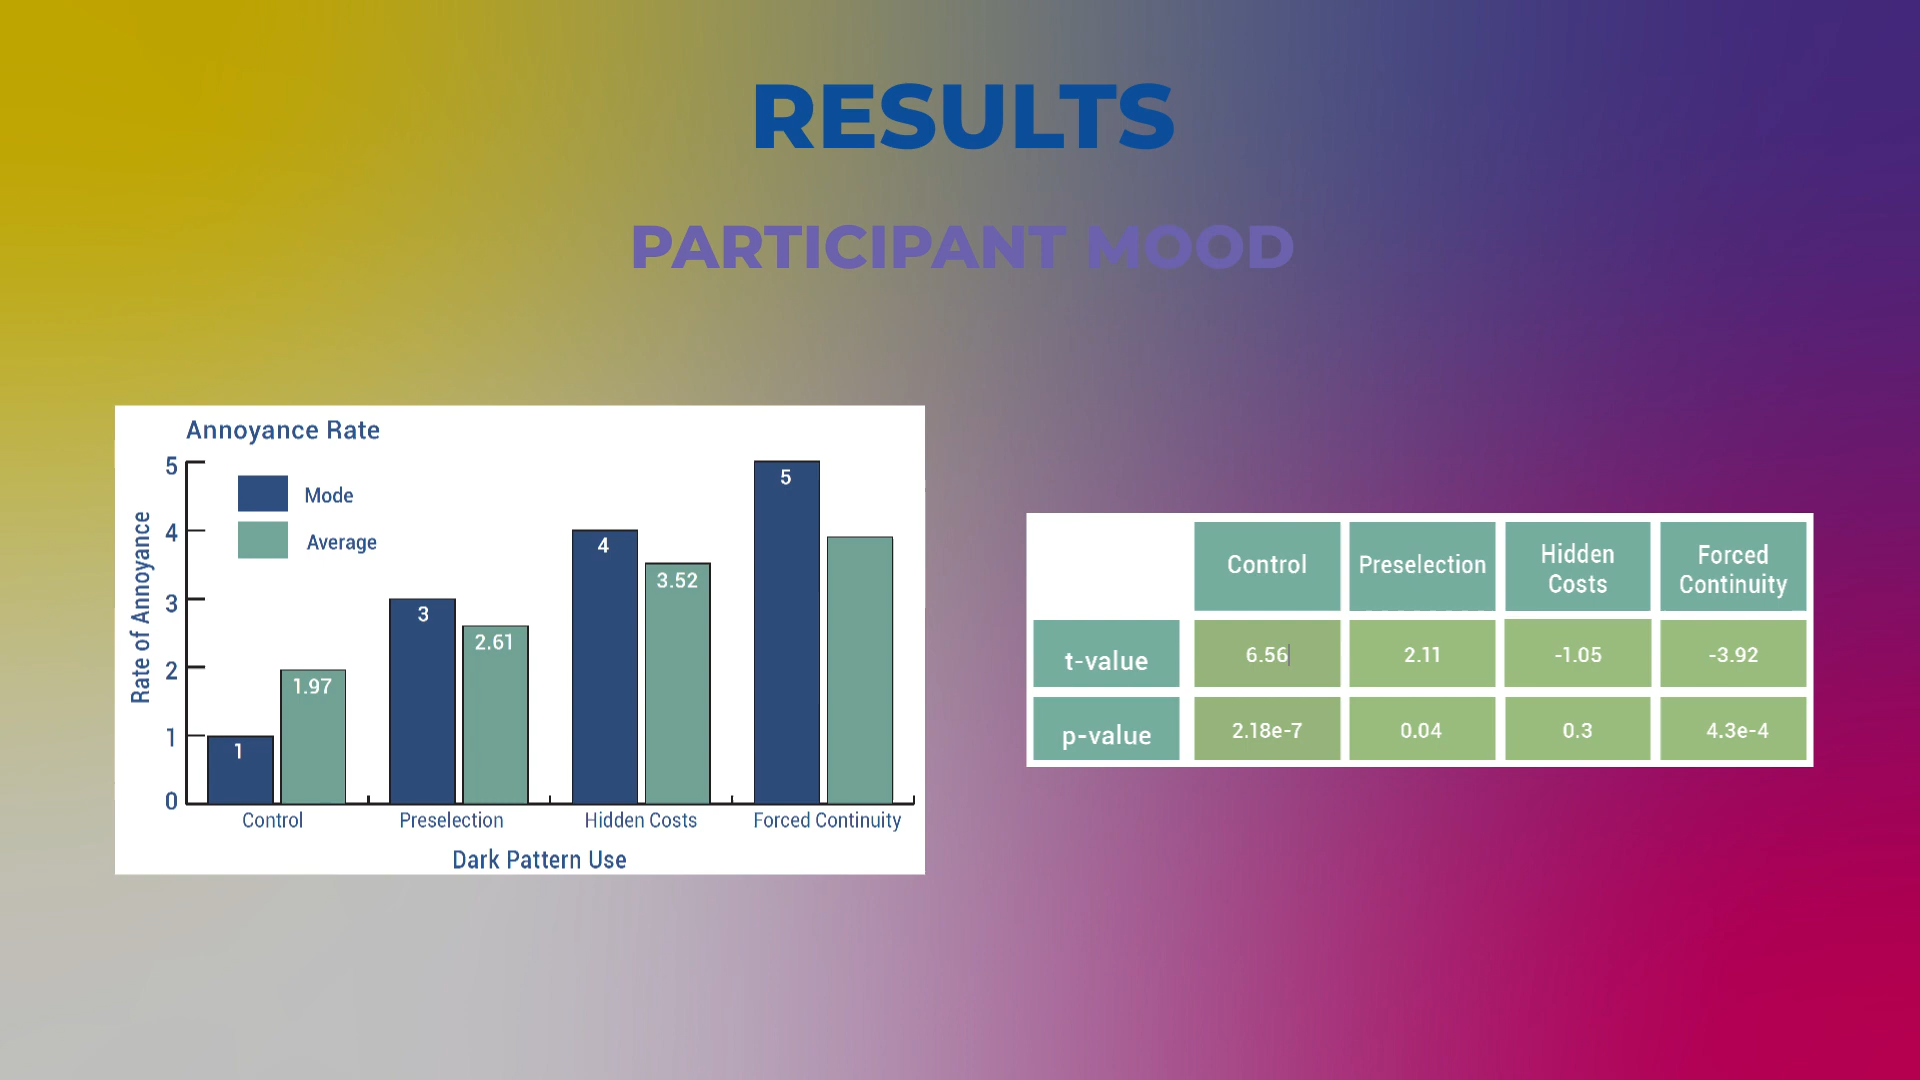 RESULTS
PARTICIPANT MOOD
Annoyance Rate
Mode
Average
Rate of Annoyance
5
4
3
2
1
0
1
1.97
3
2.61
4
3.52
5
Control
Preselection
Hidden Costs
Forced Continuity
Dark Pattern Use
Control
Preselection
Hidden
Costs
Forced
Continuity
t-value
6.56
2.11
-1.05
-3.92
p-value
2.18e-7
0.04
0.3
4.3e-4